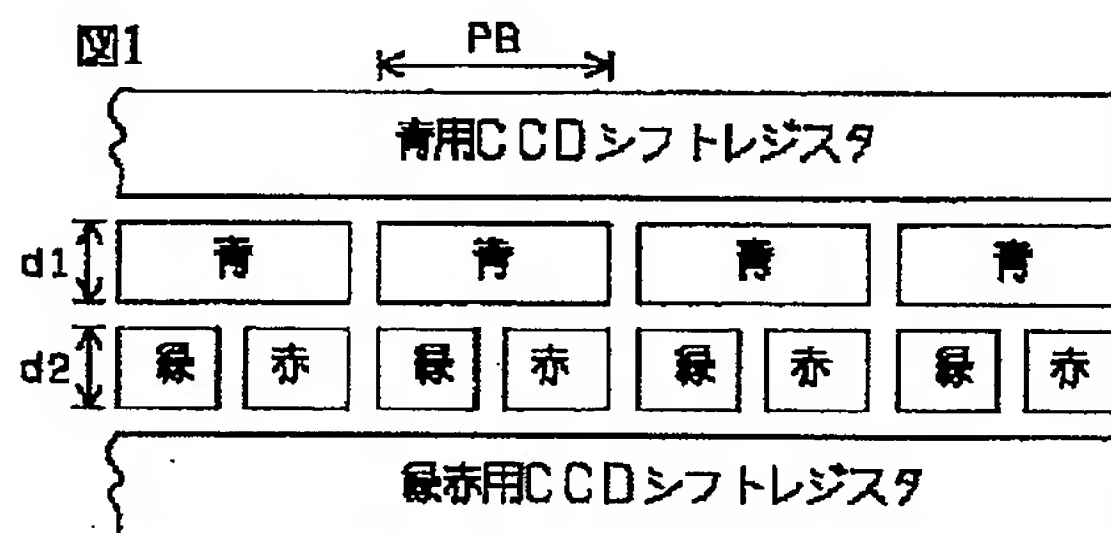 図1
PB
青用CCDシフトレジスタ
d1 青 青 青 青
d2 緑 赤 緑 赤 緑 赤 緑 赤
緑赤用CCDシフトレジスタ